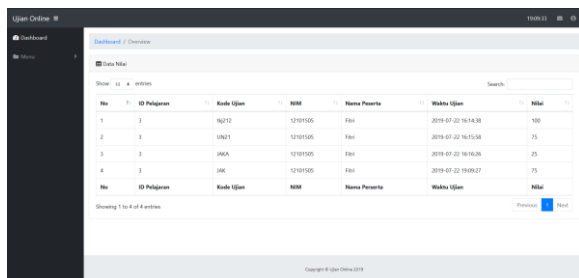 Ujian Online
19:09:33
Dashboard
Menu
Dashboard / Overview
Data Nilai
Show 10 entries
Search:
No ID Pelajaran Kode Ujian NIM Nama Peserta Waktu Ujian Nilai
1 3 12101505 Fitri 2019-07-22 16:14:38 100
2 3 UN21 12101505 Fitri 2019-07-22 16:15:58 75
3 3 JAKA 12101505 Fitri 2019-07-22 16:16:26 25
4 3 JAK 12101505 Fitri 2019-07-22 19:09:27 75
No ID Pelajaran Kode Ujian NIM Nama Perserta Waktu Ujian Nilai
Showing 1 to 4 of 4 entries
Previous 1 Next
Copyright © Ujian Online 2019